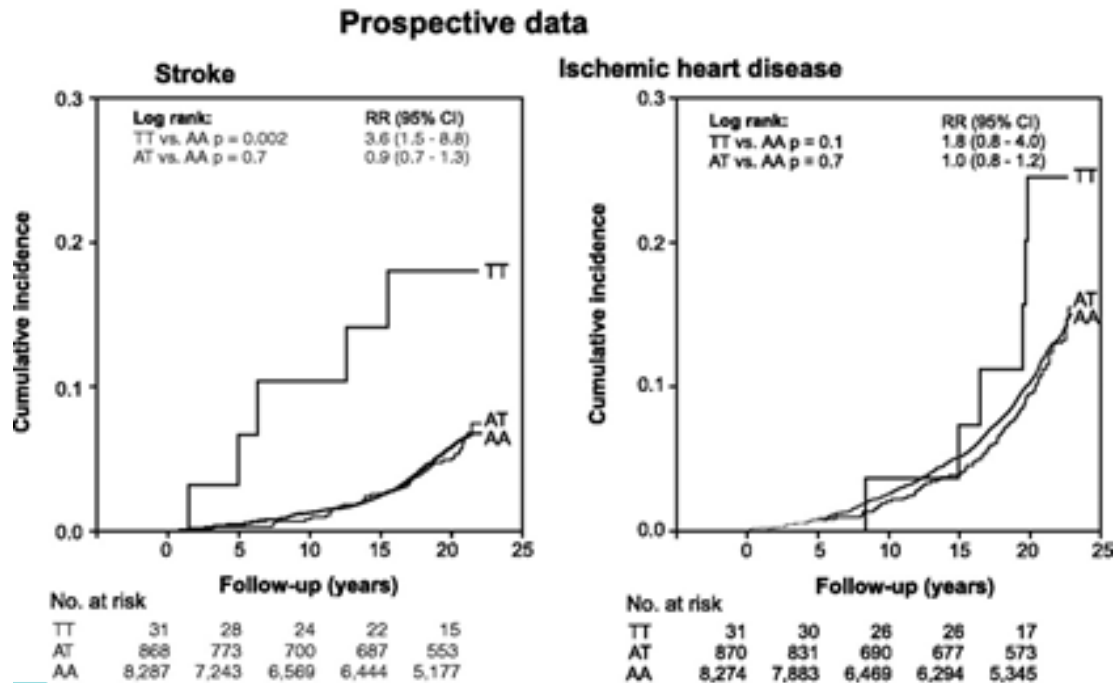 Prospective data
Stroke
0.3
0.2
0.1
0.0
Cumulative incidence
Log rank: RR (95% CI)
TT vs. AA p = 0.002 3.6 (1.5 - 8.8)
AT vs. AA p = 0.7 0.9 (0.7 - 1.3)
TT
AT
AA
0 5 10 15 20 25
Follow-up (years)
No. at risk
TT 31 28 24 22 15
AT 868 773 700 687 553
AA 8,287 7,243 6,569 6,444 5,177
Ischemic heart disease
0.3
0.2
0.1
0.0
Cumulative incidence
Log rank: RR (95% CI)
TT vs. AA p = 0.1 1.8 (0.8 - 4.0)
AT vs. AA p = 0.7 1.0 (0.8 - 1.2)
TT
AT
AA
0 5 10 15 20 25
Follow-up (years)
No. at risk
TT 31 30 26 26 17
AT 870 831 690 677 573
AA 8,274 7,883 6,469 6,294 5,345